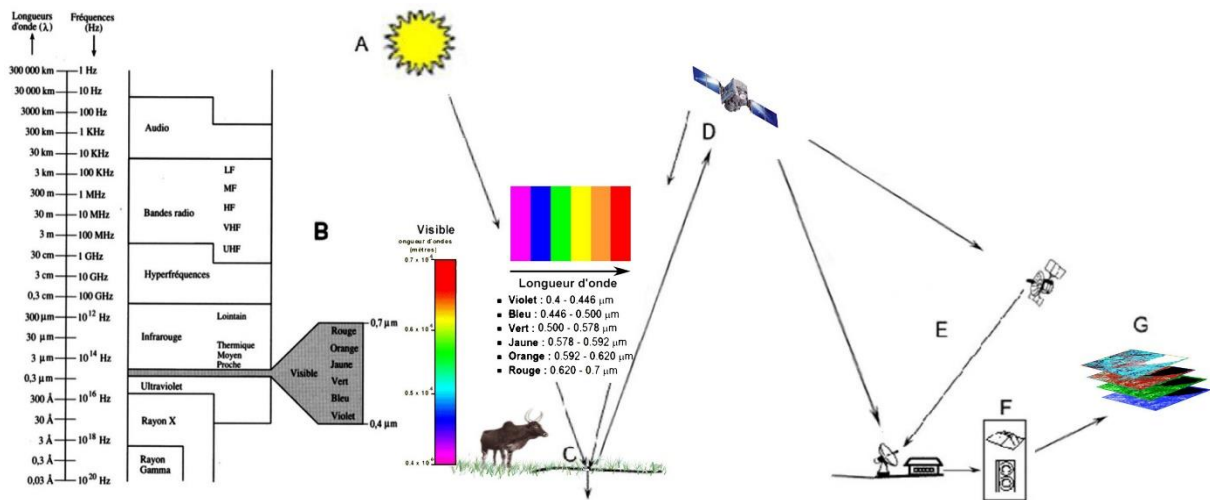 Longueurs
d'onde (λ)
Fréquences
(Hz)
300 000 km 1 Hz
30 000 km 10 Hz
3000 km 100 Hz
300 km 1 KHz
30 km 10 KHz
3 km 100 KHz
300 m 1 MHz
30 m 10 MHz
3 m 100 MHz
30 cm 1 GHz
3 cm 10 GHz
0,3 cm 100 GHz
300 µm 10¹² Hz
30 µm
3 µm 10¹⁴ Hz
0,3 µm
300 Å 10¹⁶ Hz
30 Å
3 Å 10¹⁸ Hz
0,3 Å
0,03 Å 10²⁰ Hz
Audio
Bandes radio
LF
MF
HF
VHF
UHF
Hyperfréquences
Infrarouge
Lointain
Thermique
Moyen
Proche
Visible
Ultraviolet
Rayon X
Rayon
Gamma
0,7 µm
Rouge
Orange
Jaune
Vert
Bleu
Violet
0,4 µm
A
B
Visible
ongueur d'ondes
(mètres)
Longueur d'onde
▪ Violet : 0.4 - 0.446 µm
▪ Bleu : 0.446 - 0.500 µm
▪ Vert : 0.500 - 0.578 µm
▪ Jaune : 0.578 - 0.592 µm
▪ Orange : 0.592 - 0.620 µm
▪ Rouge : 0.620 - 0.7 µm
C
D
E
F
G